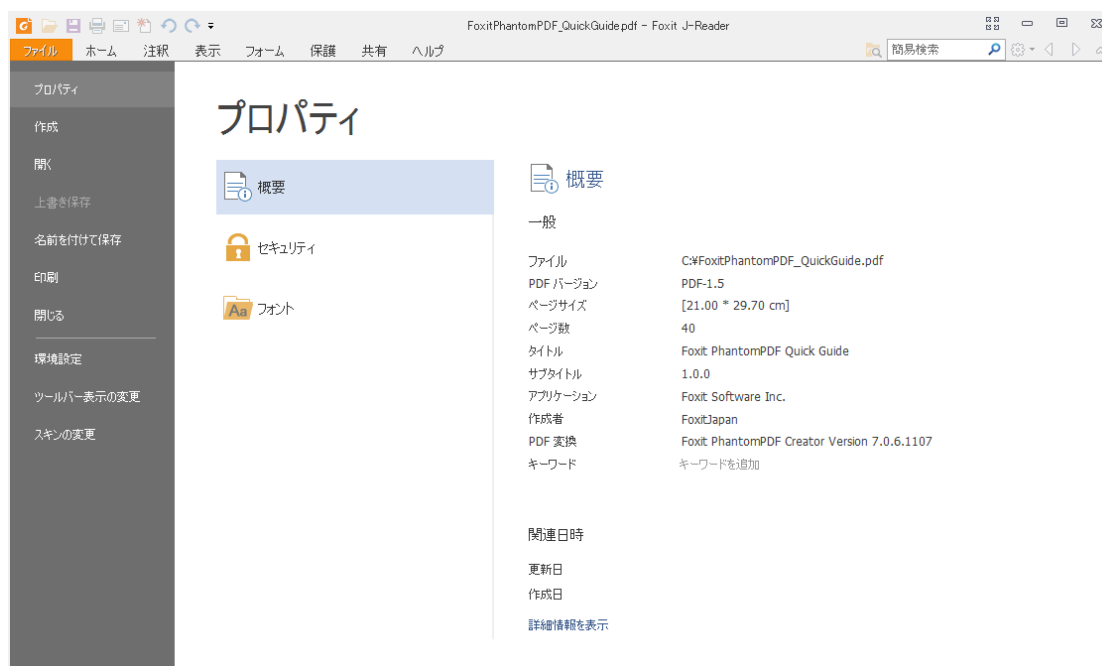 FoxitPhantomPDF_QuickGuide.pdf - Foxit J-Reader
ファイル ホーム 注釈 表示 フォーム 保護 共有 ヘルプ 簡易検索
プロパティ
作成
開く
上書き保存
名前を付けて保存
印刷
閉じる
環境設定
ツールバー表示の変更
スキンの変更
プロパティ
概要
セキュリティ
Aa フォント
概要
一般
ファイル C:¥FoxitPhantomPDF_QuickGuide.pdf
PDF バージョン PDF-1.5
ページサイズ [21.00 * 29.70 cm]
ページ数 40
タイトル Foxit PhantomPDF Quick Guide
サブタイトル 1.0.0
アプリケーション Foxit Software Inc.
作成者 FoxitJapan
PDF 変換 Foxit PhantomPDF Creator Version 7.0.6.1107
キーワード キーワードを追加
関連日時
更新日
作成日
詳細情報を表示